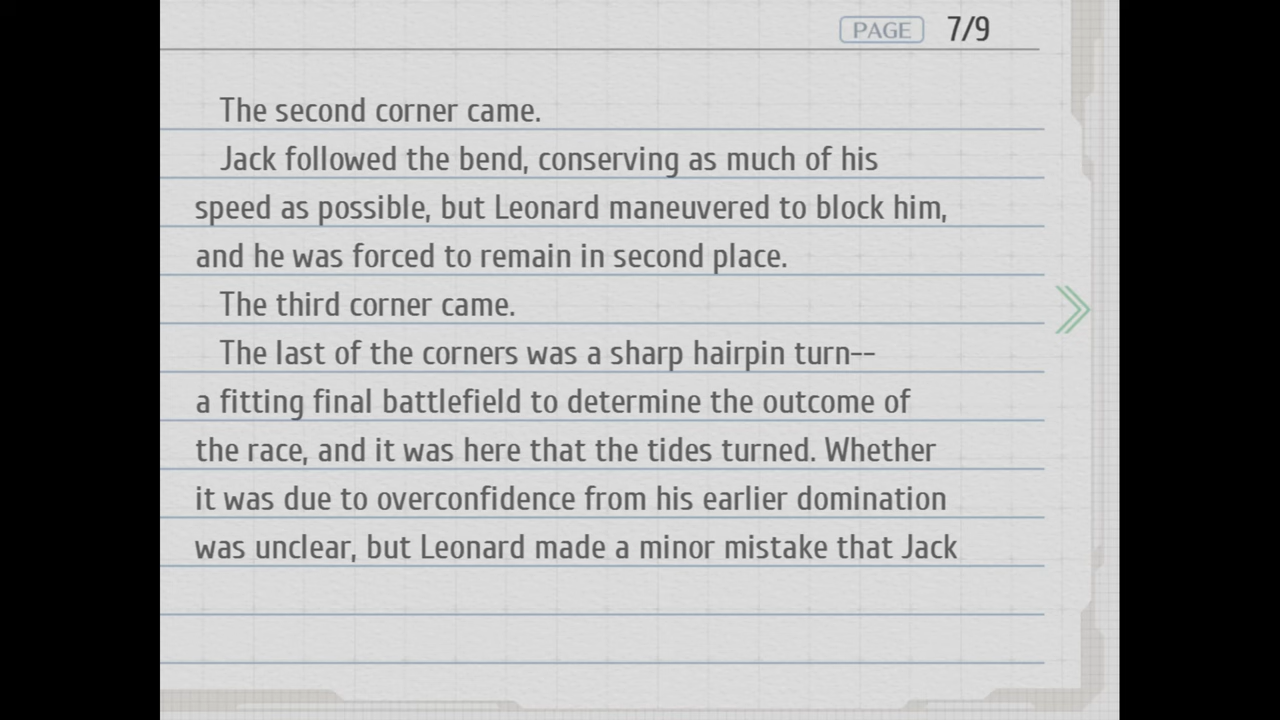 PAGE 7/9
The second corner came.
Jack followed the bend, conserving as much of his
speed as possible, but Leonard maneuvered to block him,
and he was forced to remain in second place.
The third corner came.
The last of the corners was a sharp hairpin turn--
a fitting final battlefield to determine the outcome of
the race, and it was here that the tides turned. Whether
it was due to overconfidence from his earlier domination
was unclear, but Leonard made a minor mistake that Jack